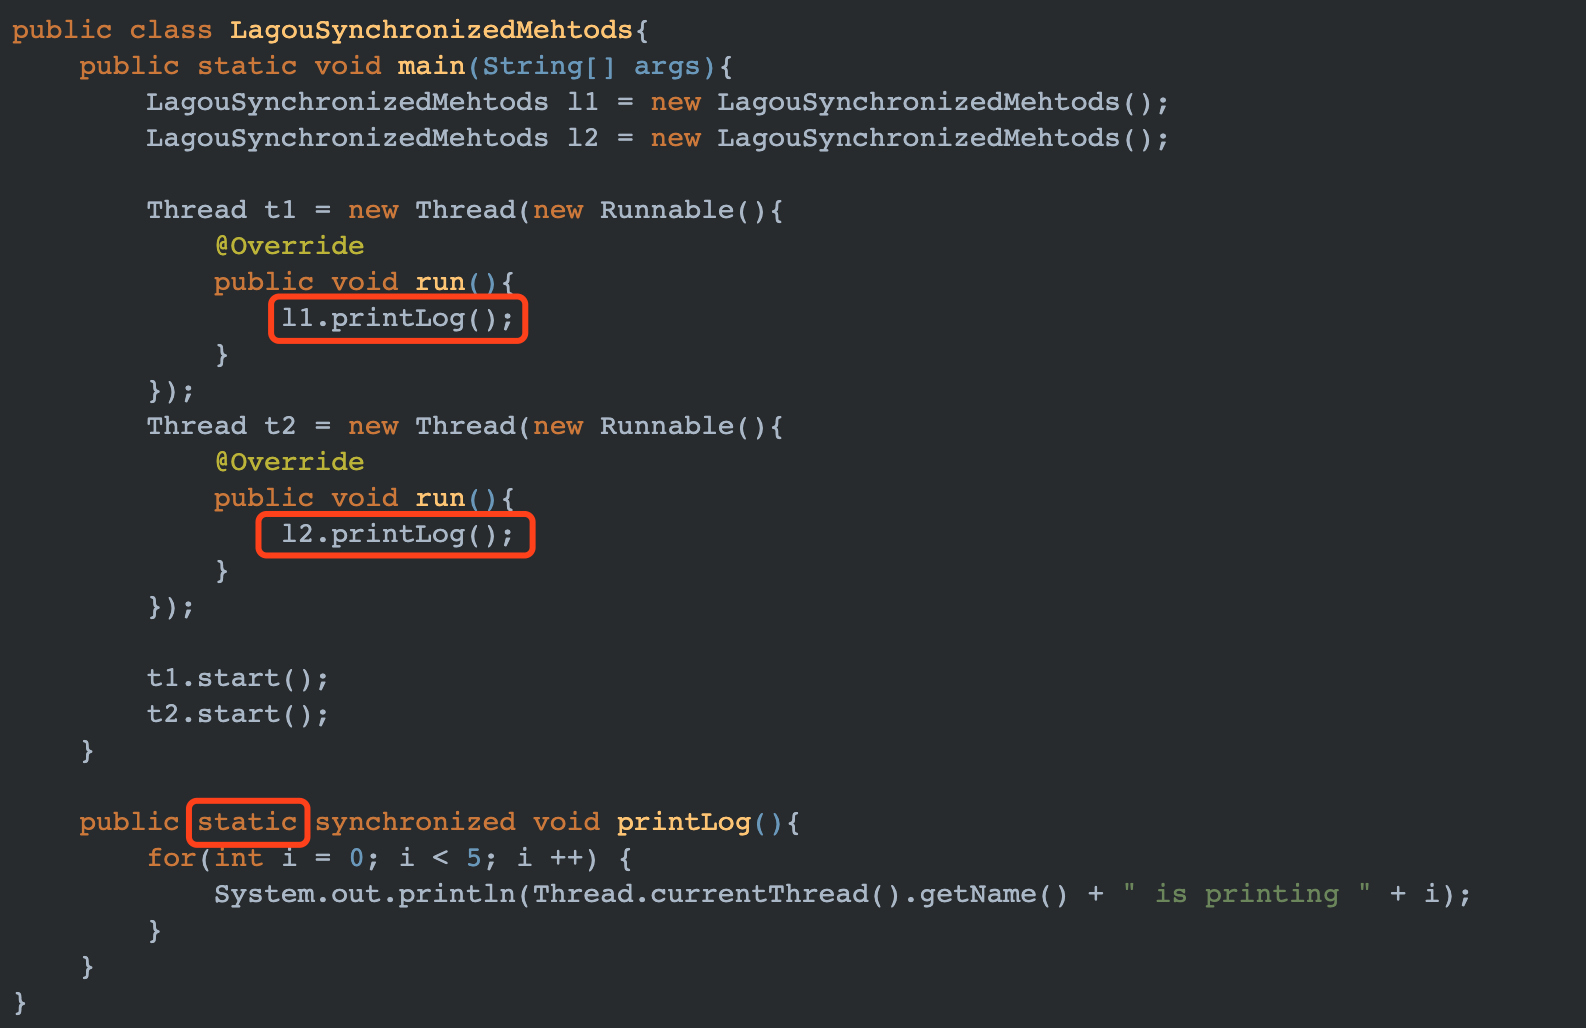 public class LagouSynchronizedMehtods{
    public static void main(String[] args){
        LagouSynchronizedMehtods l1 = new LagouSynchronizedMehtods();
        LagouSynchronizedMehtods l2 = new LagouSynchronizedMehtods();

        Thread t1 = new Thread(new Runnable(){
            @Override
            public void run(){
                l1.printLog();
            }
        });
        Thread t2 = new Thread(new Runnable(){
            @Override
            public void run(){
                l2.printLog();
            }
        });

        t1.start();
        t2.start();
    }

    public static synchronized void printLog(){
        for(int i = 0; i < 5; i ++) {
            System.out.println(Thread.currentThread().getName() + " is printing " + i);
        }
    }
}